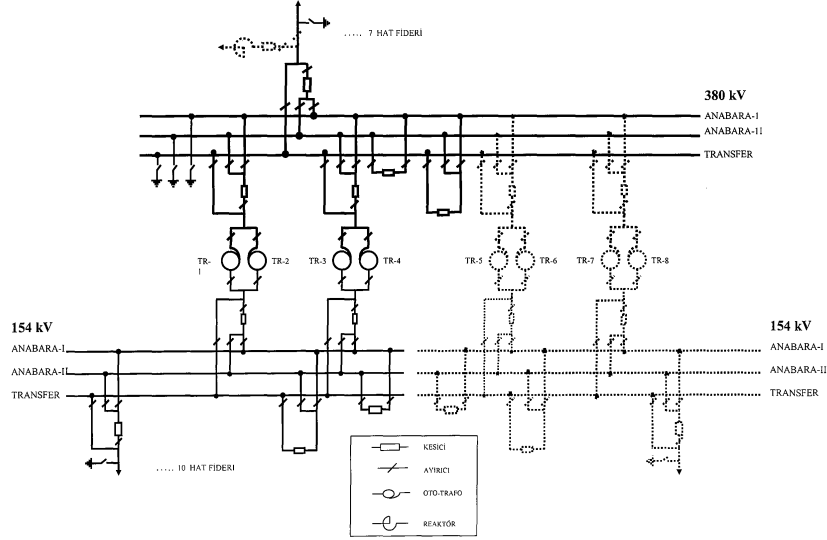 ..... 7 HAT FİDERİ
380 kV
ANABARA-I
ANABARA-II
TRANSFER
TR-1
TR-2
TR-3
TR-4
TR-5
TR-6
TR-7
TR-8
154 kV
154 kV
ANABARA-I
ANABARA-I
ANABARA-II
ANABARA-II
TRANSFER
TRANSFER
..... 10 HAT FİDERİ
KESİCİ
AYIRICI
OTO-TRAFO
REAKTÖR